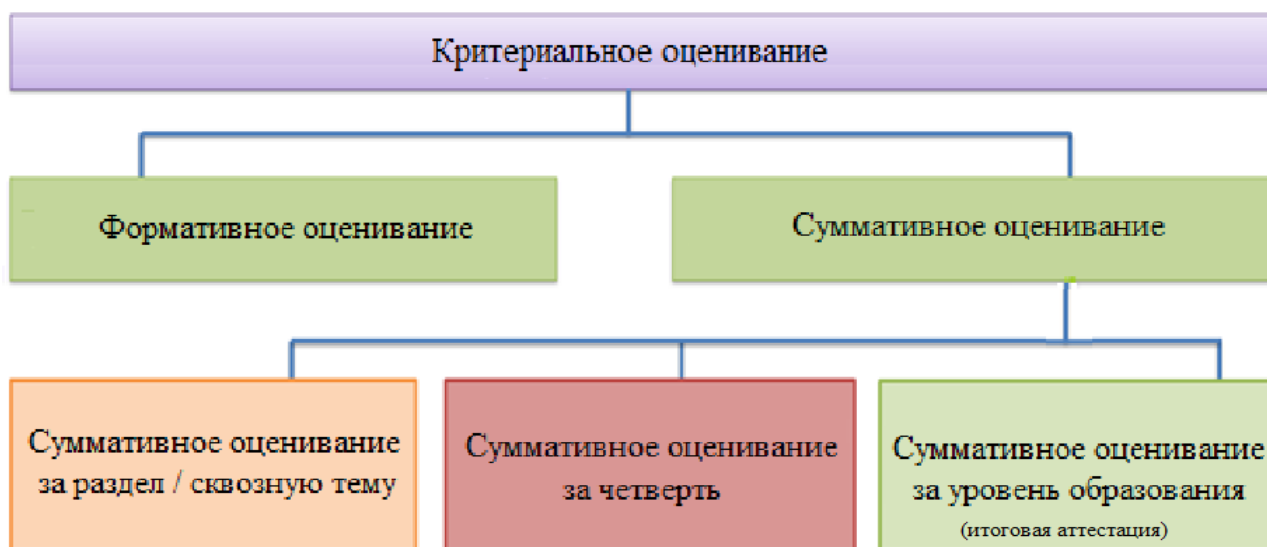 Критериальное оценивание
Формативное оценивание
Суммативное оценивание
Суммативное оценивание
за раздел / сквозную тему
Суммативное оценивание
за четверть
Суммативное оценивание
за уровень образования
(итоговая аттестация)